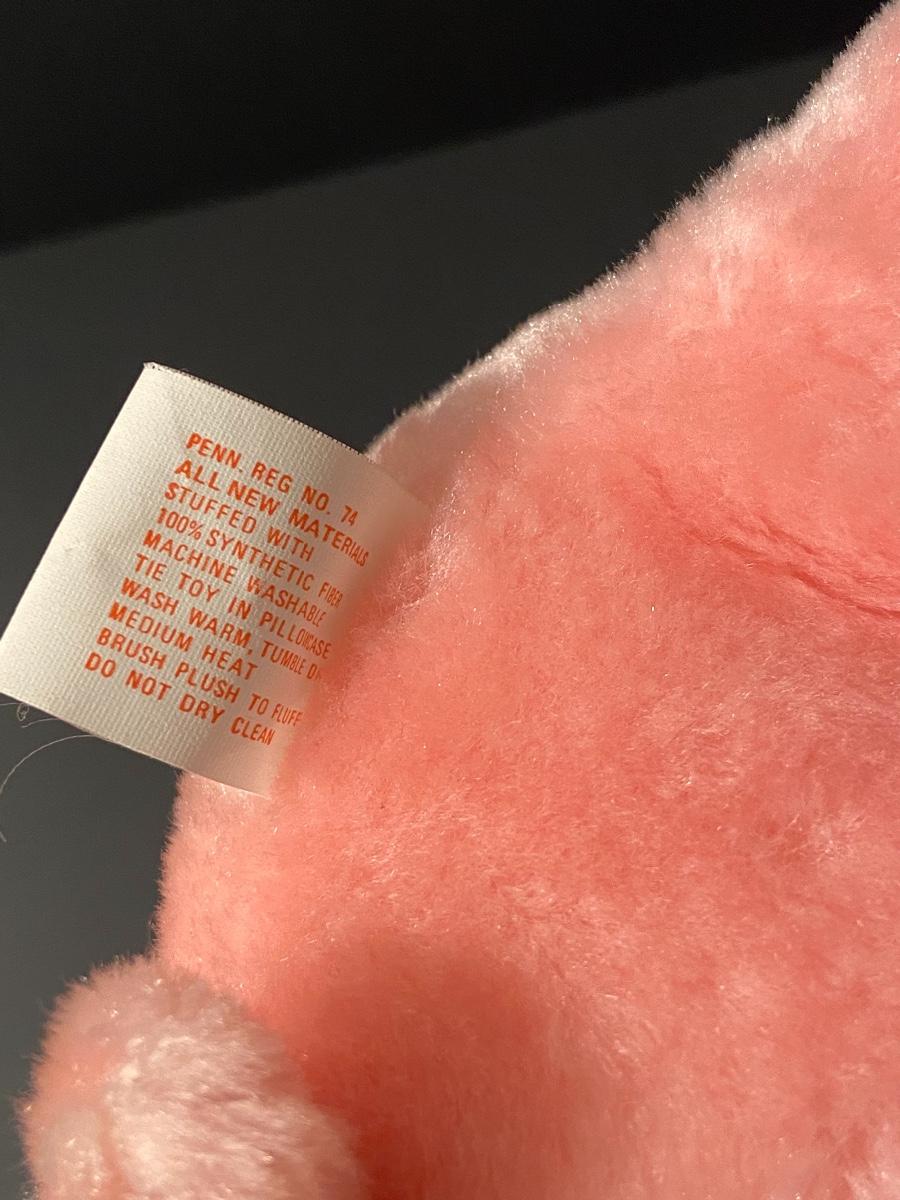 PENN. REG NO. 74
ALL NEW MATERIALS
STUFFED WITH
100% SYNTHETIC FIBER
MACHINE WASHABLE
TIE TOY IN PILLOWCASE
WASH WARM, TUMBLE
MEDIUM HEAT
BRUSH PLUSH TO FLUFF
DO NOT DRY CLEAN